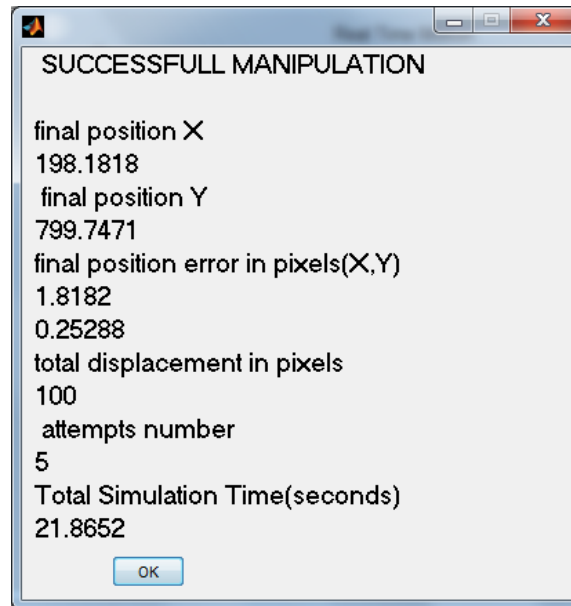 SUCCESSFULL MANIPULATION
final position X
198.1818
final position Y
799.7471
final position error in pixels(X,Y)
1.8182
0.25288
total displacement in pixels
100
attempts number
5
Total Simulation Time(seconds)
21.8652
OK